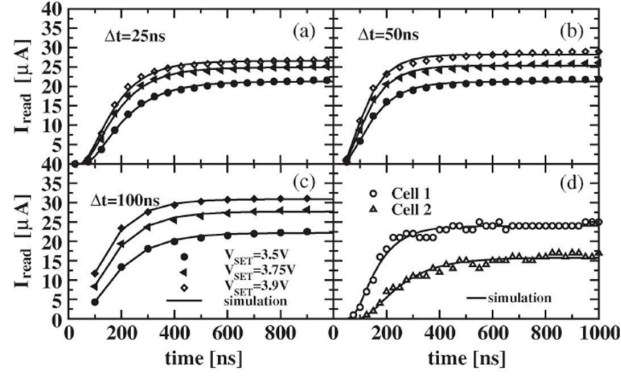 40
35
30
25
20
15
10
5
40
I_read [μA]
Δt=25ns
(a)
Δt=50ns
(b)
35
30
25
20
15
10
5
0
I_read [μA]
Δt=100ns
(c)
V_SET=3.5V
V_SET=3.75V
V_SET=3.9V
simulation
(d)
Cell 1
Cell 2
simulation
0 200 400 600 800 0 200 400 600 800 1000
time [ns] time [ns]